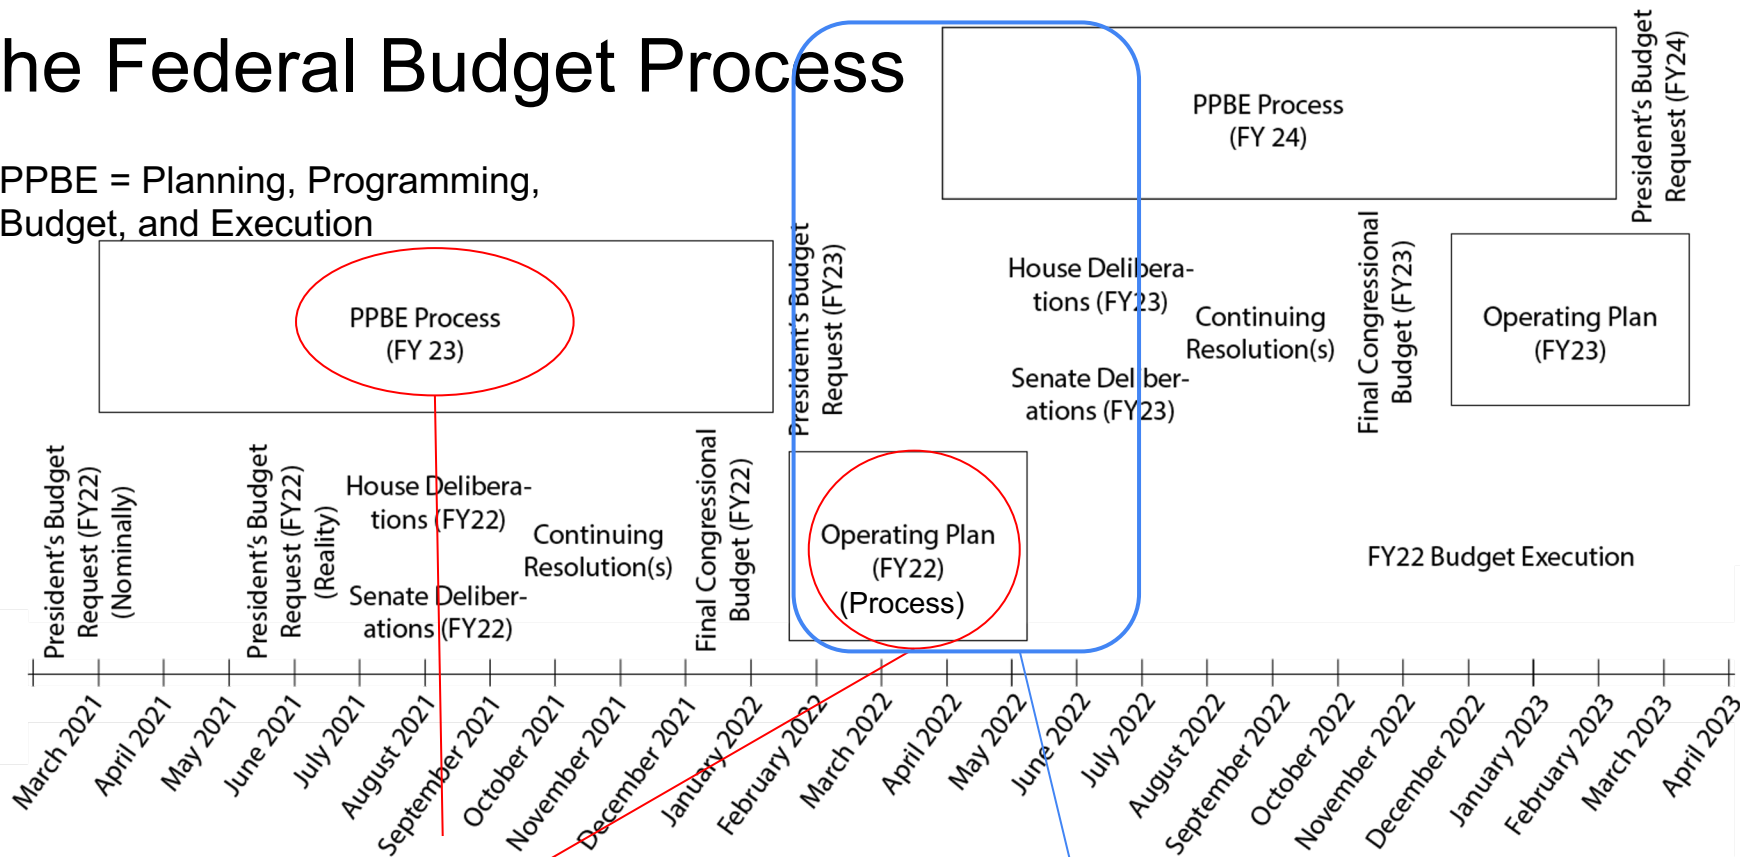 he Federal Budget Process
PPBE = Planning, Programming,
Budget, and Execution
PPBE Process
(FY 24)
President's Budget
Request (FY24)
PPBE Process
(FY 23)
President's Budget
Request (FY23)
House Delibera-
tions (FY23)
Senate Deliber-
ations (FY23)
Continuing
Resolution(s)
Final Congressional
Budget (FY23)
Operating Plan
(FY23)
President's Budget
Request (FY22)
(Nominally)
President's Budget
Request (FY22)
(Reality)
House Delibera-
tions (FY22)
Senate Deliber-
ations (FY22)
Continuing
Resolution(s)
Final Congressional
Budget (FY22)
Operating Plan
(FY22)
(Process)
FY22 Budget Execution
March 2021
April 2021
May 2021
June 2021
July 2021
August 2021
September 2021
October 2021
November 2021
December 2021
January 2022
February 2022
March 2022
April 2022
May 2022
June 2022
July 2022
August 2022
September 2022
October 2022
November 2022
December 2022
January 2023
February 2023
March 2023
April 2023